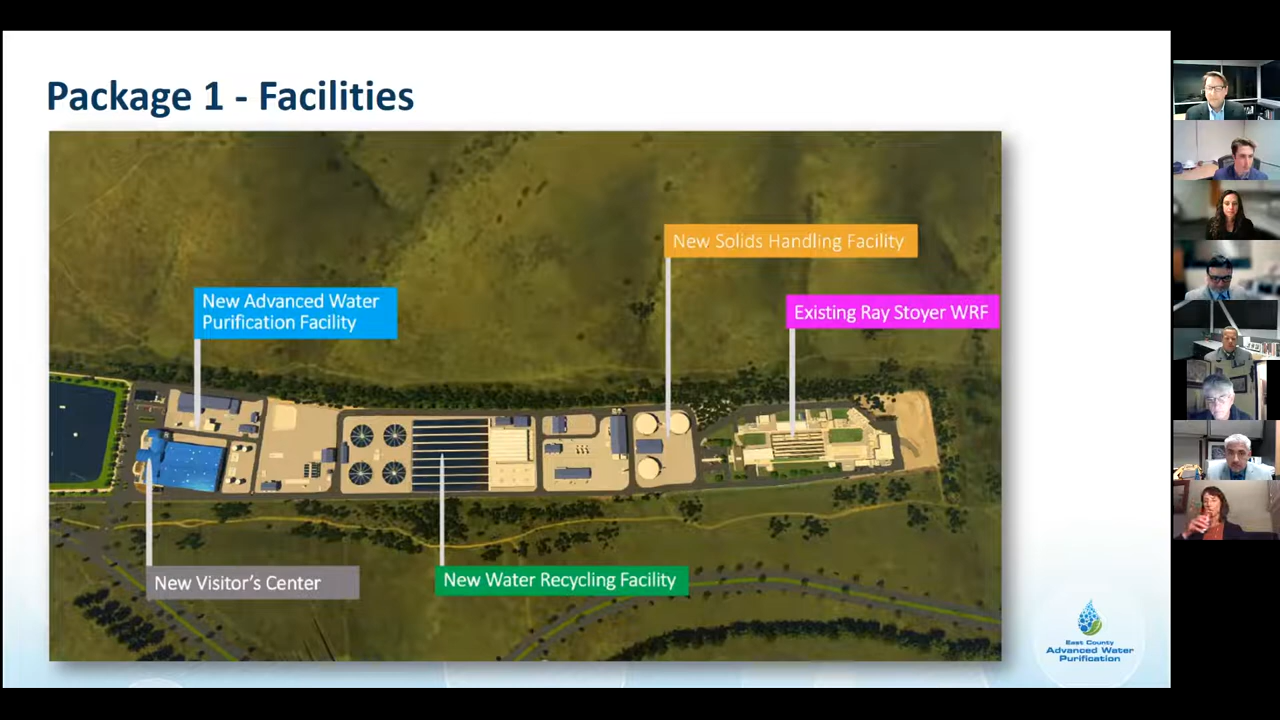 Package 1 - Facilities
New Solids Handling Facility
New Advanced Water
Purification Facility
Existing Ray Stoyer WRF
New Visitor's Center
New Water Recycling Facility
East County
Advanced Water
Purification